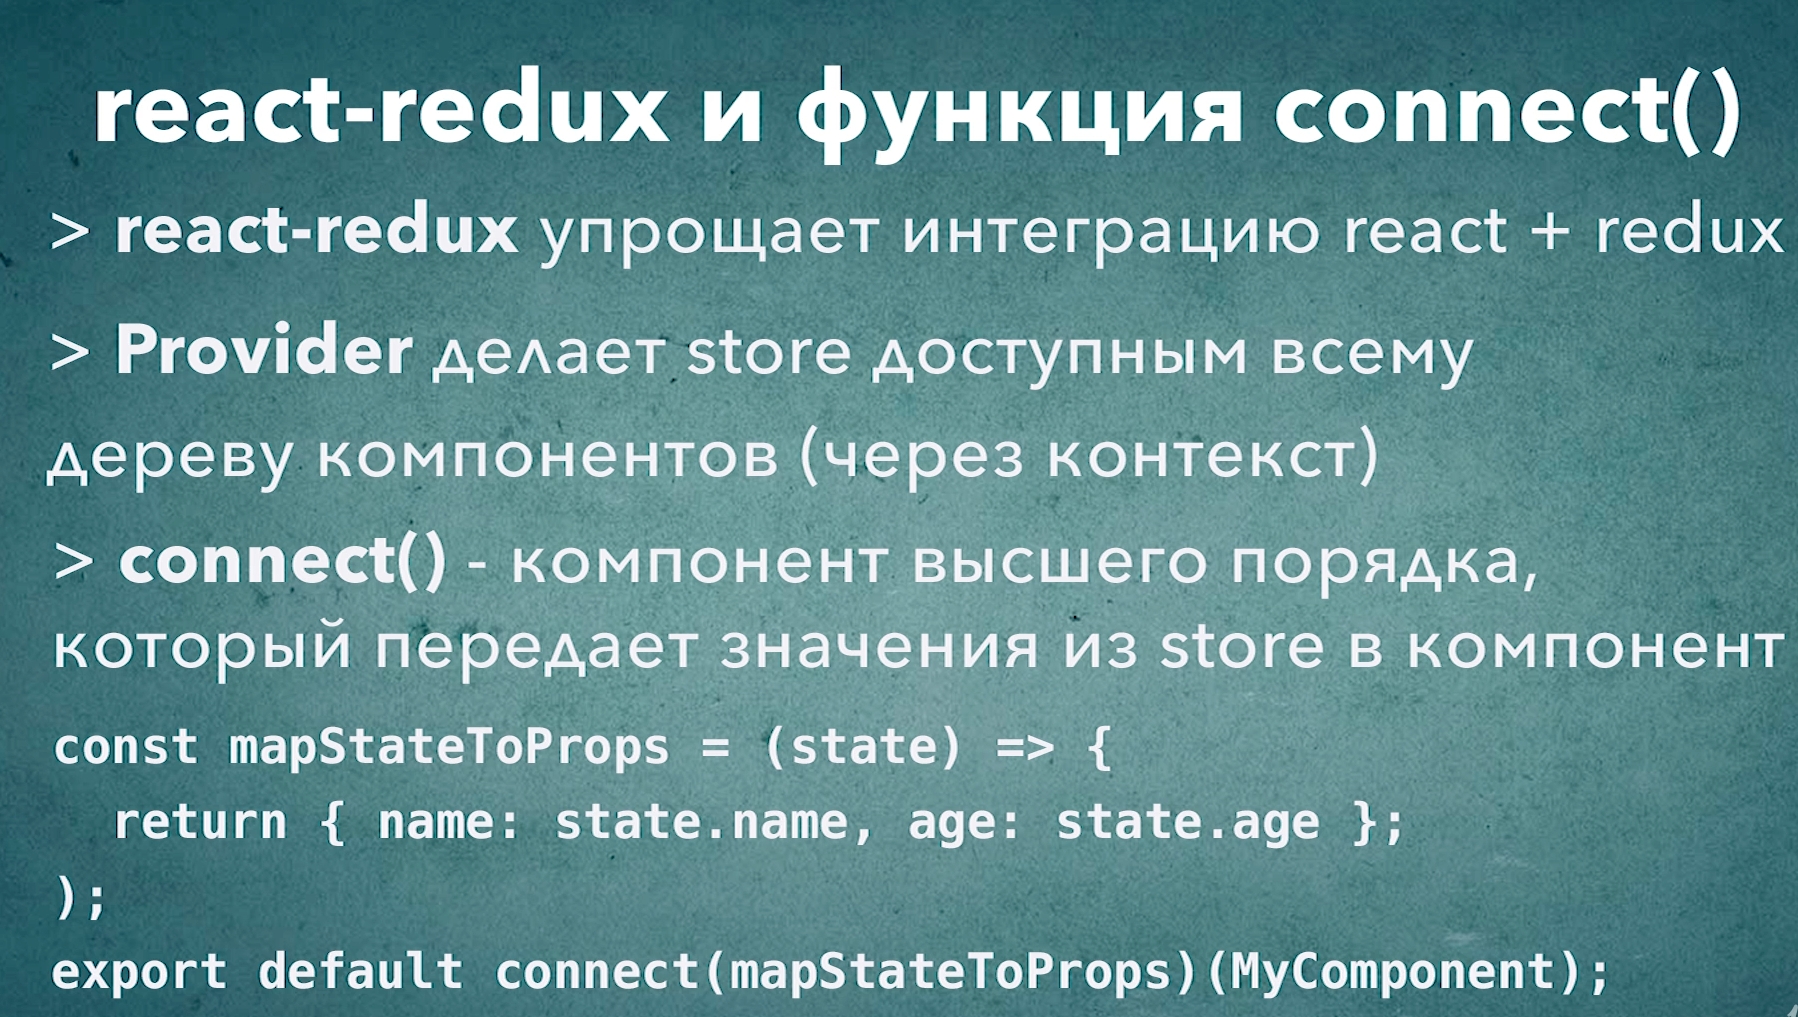 react-redux и функция connect()
> react-redux упрощает интеграцию react + redux
> Provider делает store доступным всему
дереву компонентов (через контекст)
> connect() - компонент высшего порядка,
который передает значения из store в компонент
const mapStateToProps = (state) => {
  return { name: state.name, age: state.age };
);
export default connect(mapStateToProps)(MyComponent);